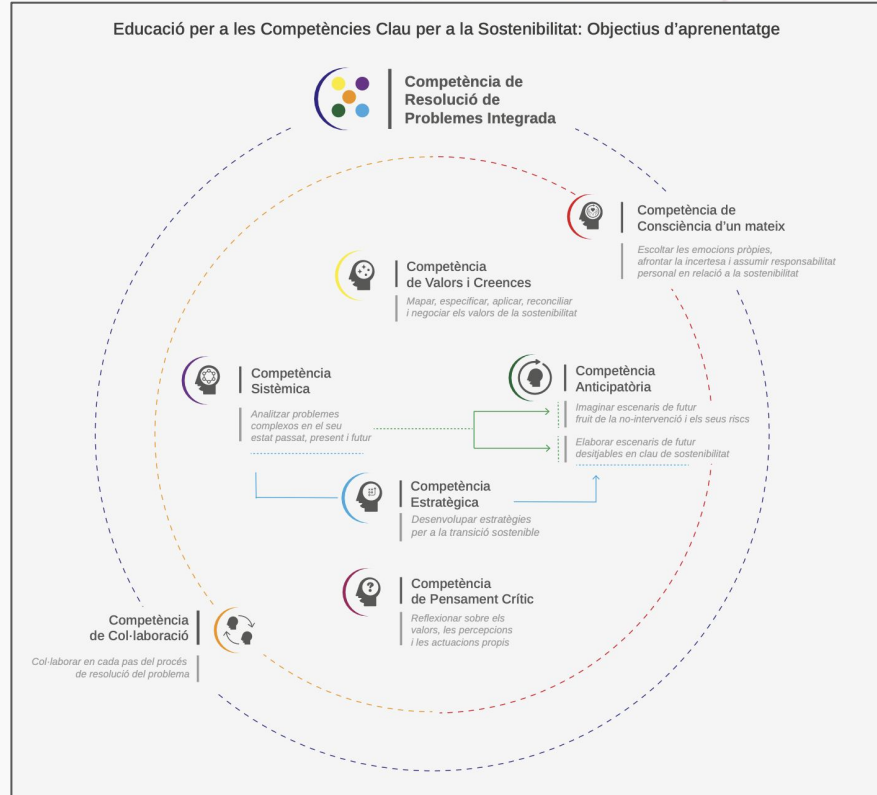 Educació per a les Competències Clau per a la Sostenibilitat: Objectius d'aprenentatge
Competència de
Resolució de
Problemes Integrada
Competència de
Consciència d'un mateix
Escoltar les emocions pròpies,
afrontar la incertesa i assumir responsabilitat
personal en relació a la sostenibilitat
Competència
de Valors i Creences
Mapar, especificar, aplicar, reconciliar
i negociar els valors de la sostenibilitat
Competència
Sistèmica
Analitzar problemes
complexos en el seu
estat passat, present i futur
Competència
Anticipatòria
Imaginar escenaris de futur
fruit de la no-intervenció i els seus riscs
Elaborar escenaris de futur
desitjables en clau de sostenibilitat
Competència
Estratègica
Desenvolupar estratègies
per a la transició sostenible
Competència
de Pensament Crític
Reflexionar sobre els
valors, les percepcions
i les actuacions propis
Competència
de Col·laboració
Col·laborar en cada pas del procés
de resolució del problema
?